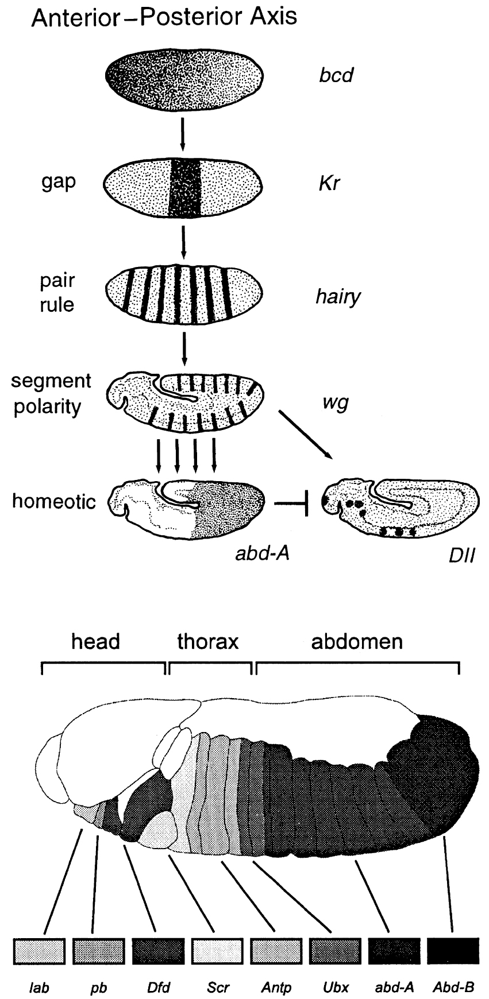 Anterior–Posterior Axis
bcd
gap
Kr
pair
rule
hairy
segment
polarity
wg
homeotic
abd-A
Dll
head
thorax
abdomen
lab
pb
Dfd
Scr
Antp
Ubx
abd-A
Abd-B